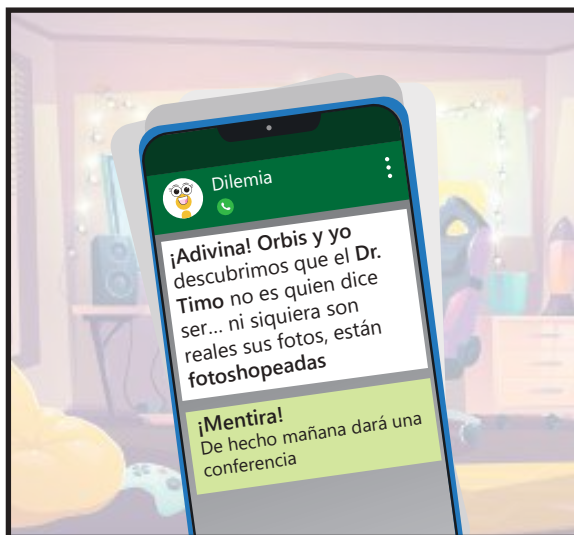 Dilemia
¡Adivina! Orbis y yo
descubrimos que el Dr.
Timo no es quien dice
ser... ni siquiera son
reales sus fotos, están
fotoshopeadas
¡Mentira!
De hecho mañana dará una
conferencia